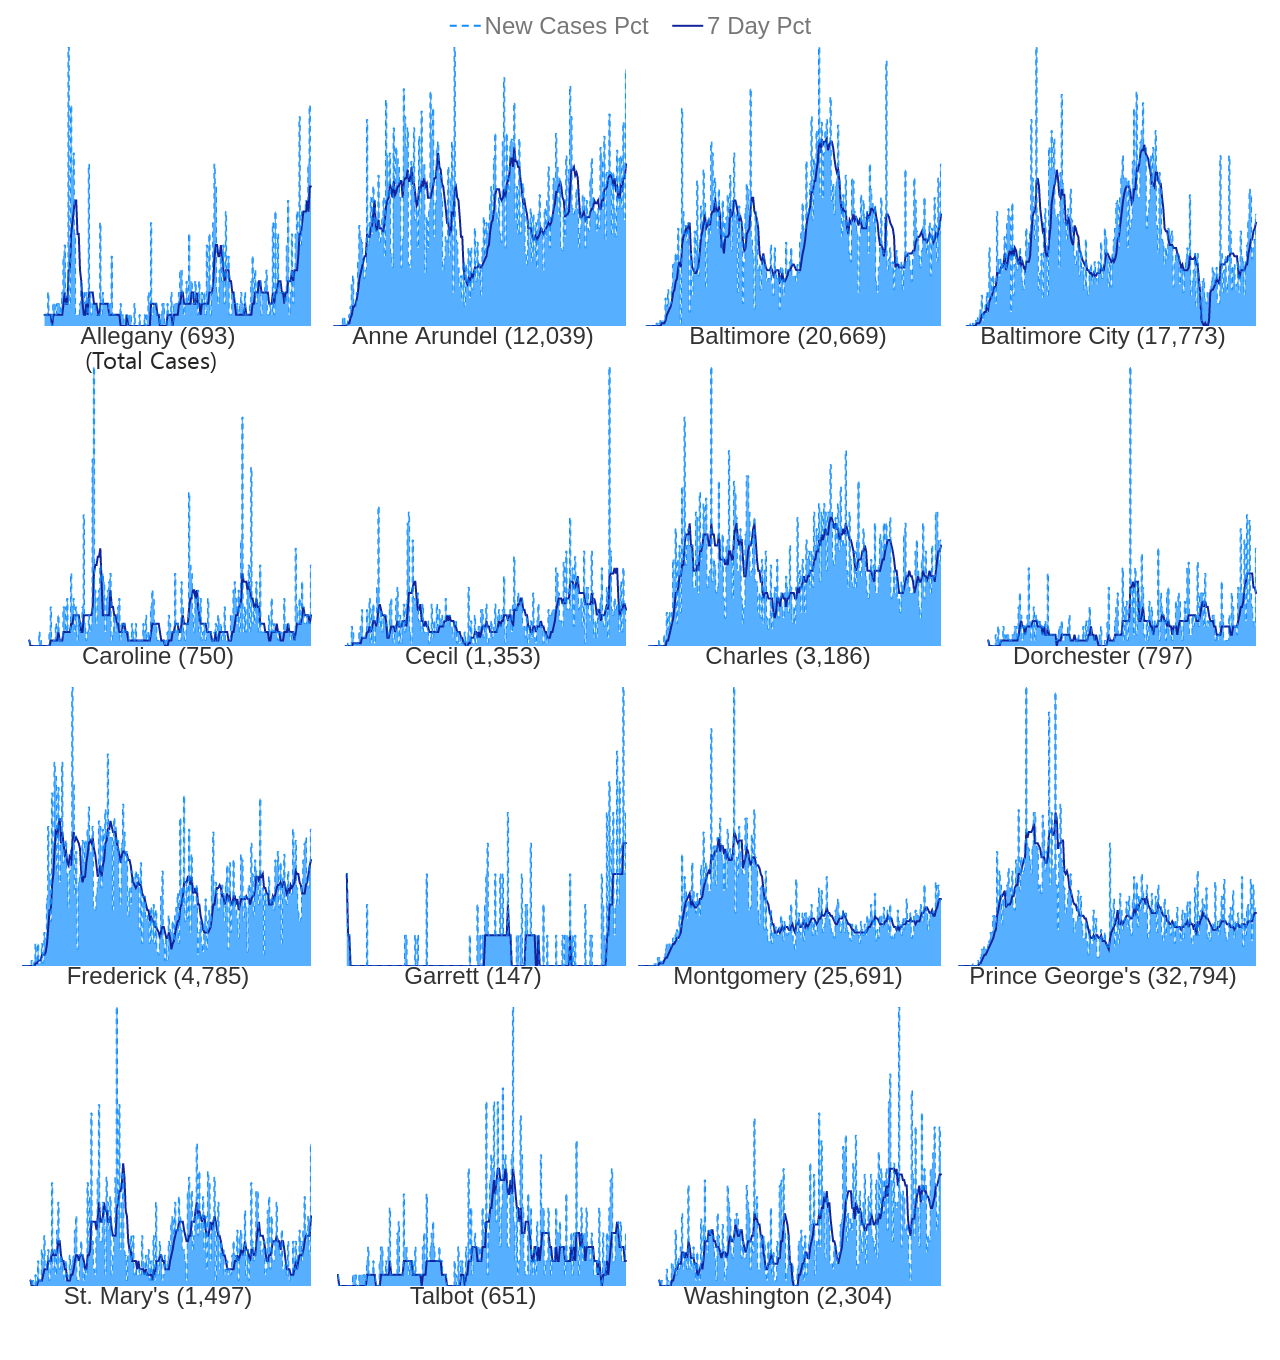 New Cases Pct 7 Day Pct
Allegany (693) Anne Arundel (12,039) Baltimore (20,669) Baltimore City (17,773)
(Total Cases)
Caroline (750) Cecil (1,353) Charles (3,186) Dorchester (797)
Frederick (4,785) Garrett (147) Montgomery (25,691) Prince George's (32,794)
St. Mary's (1,497) Talbot (651) Washington (2,304)